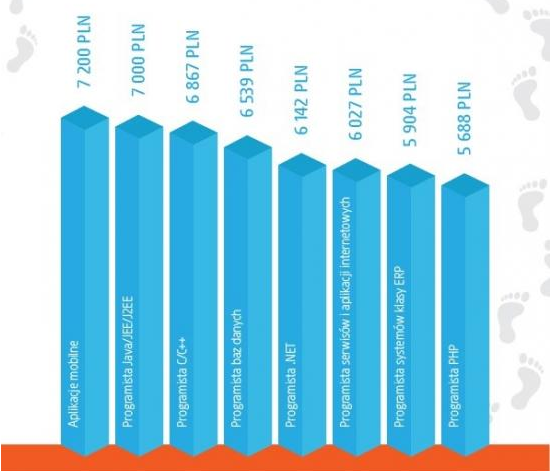 7 200 PLN
7 000 PLN
6 867 PLN
6 539 PLN
6 142 PLN
6 027 PLN
5 904 PLN
5 688 PLN
Aplikacje mobilne
Programista Java/JEE/J2EE
Programista C/C++
Programista baz danych
Programista .NET
Programista serwisów i aplikacji internetowych
Programista systemów klasy ERP
Programista PHP